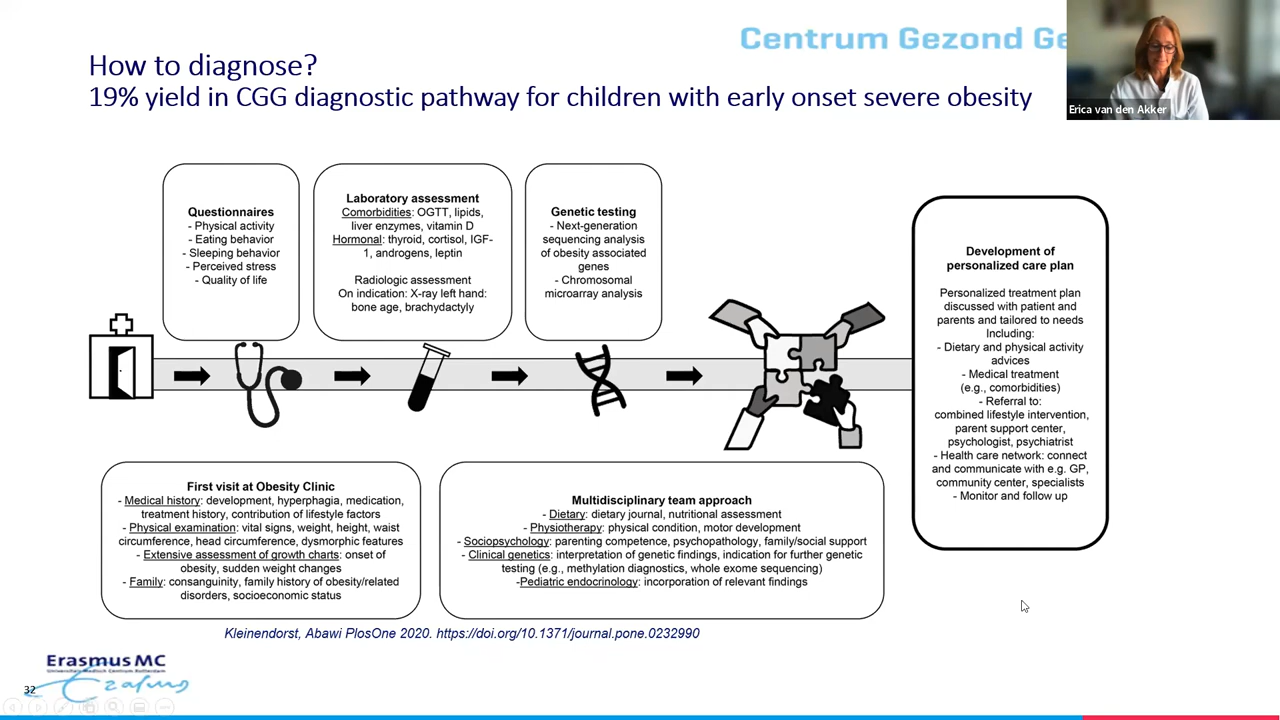 Centrum Gezond Ge
How to diagnose?
19% yield in CGG diagnostic pathway for children with early onset severe obesity
Erica van den Akker
Questionnaires
- Physical activity
- Eating behavior
- Sleeping behavior
- Perceived stress
- Quality of life
Laboratory assessment
Comorbidities: OGTT, lipids,
liver enzymes, vitamin D
Hormonal: thyroid, cortisol, IGF-
1, androgens, leptin
Radiologic assessment
On indication: X-ray left hand:
bone age, brachydactyly
Genetic testing
- Next-generation
sequencing analysis
of obesity associated
genes
- Chromosomal
microarray analysis
Development of
personalized care plan
Personalized treatment plan
discussed with patient and
parents and tailored to needs
Including:
- Dietary and physical activity
advices
- Medical treatment
(e.g., comorbidities)
- Referral to:
combined lifestyle intervention,
parent support center,
psychologist, psychiatrist
- Health care network: connect
and communicate with e.g. GP,
community center, specialists
- Monitor and follow up
First visit at Obesity Clinic
- Medical history: development, hyperphagia, medication,
treatment history, contribution of lifestyle factors
- Physical examination: vital signs, weight, height, waist
circumference, head circumference, dysmorphic features
- Extensive assessment of growth charts: onset of
obesity, sudden weight changes
- Family: consanguinity, family history of obesity/related
disorders, socioeconomic status
Multidisciplinary team approach
- Dietary: dietary journal, nutritional assessment
- Physiotherapy: physical condition, motor development
- Sociopsychology: parenting competence, psychopathology, family/social support
- Clinical genetics: interpretation of genetic findings, indication for further genetic
testing (e.g., methylation diagnostics, whole exome sequencing)
-Pediatric endocrinology: incorporation of relevant findings
Kleinendorst, Abawi PlosOne 2020. https://doi.org/10.1371/journal.pone.0232990
Erasmus MC
Universitair Medisch Centrum Rotterdam
Erasmus
32